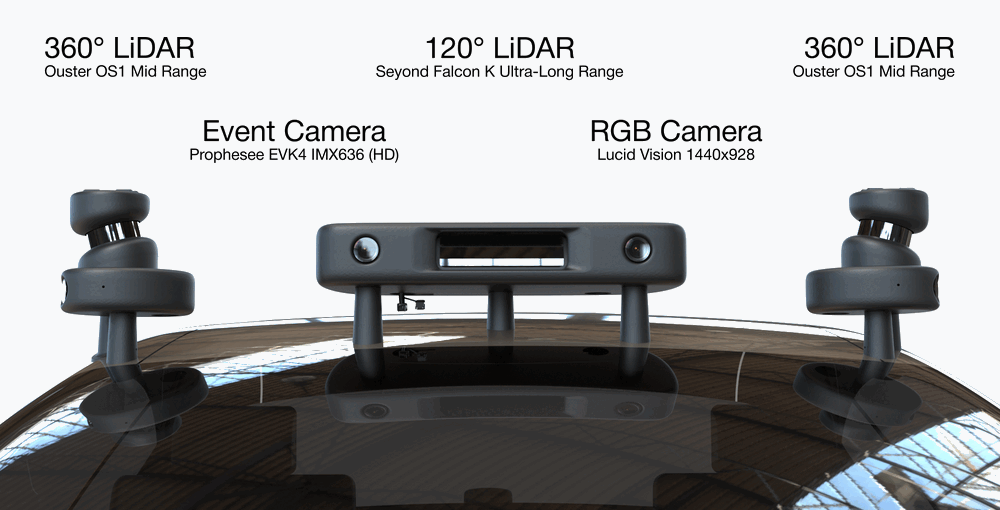 360° LiDAR
Ouster OS1 Mid Range
120° LiDAR
Seyond Falcon K Ultra-Long Range
360° LiDAR
Ouster OS1 Mid Range
Event Camera
Prophesee EVK4 IMX636 (HD)
RGB Camera
Lucid Vision 1440x928